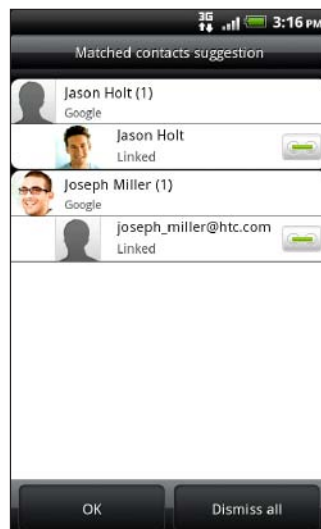 3G 3:16 PM
Matched contacts suggestion
Jason Holt (1)
Google
Jason Holt
Linked
Joseph Miller (1)
Google
joseph_miller@htc.com
Linked
OK Dismiss all